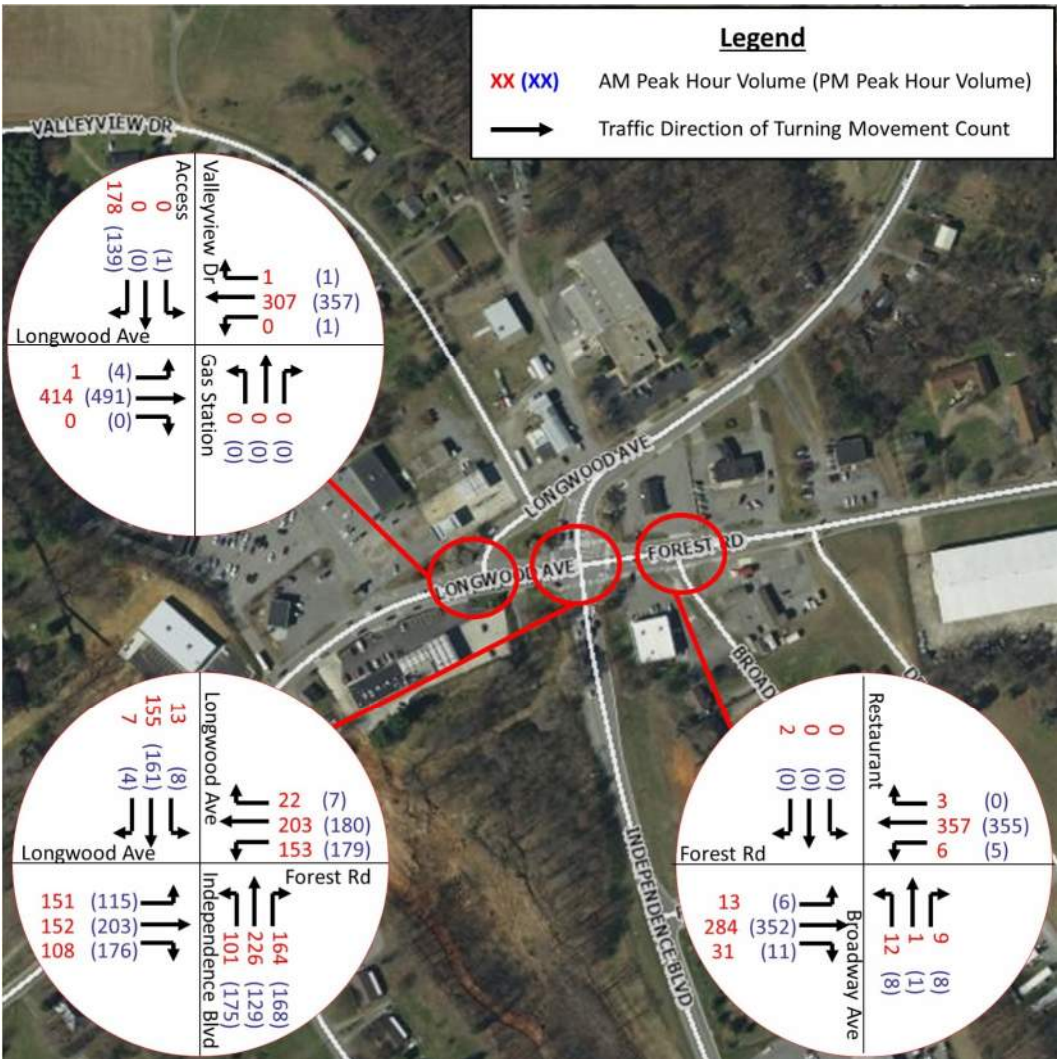 Legend
XX (XX) AM Peak Hour Volume (PM Peak Hour Volume)
Traffic Direction of Turning Movement Count
VALLEYVIEW DR
Valleyview Dr
Access
178 (139)
0 (0)
0 (1)
1 (1)
307 (357)
0 (1)
Longwood Ave
1 (4)
414 (491)
0 (0)
Gas Station
0 (0)
0 (0)
0 (0)
LONGWOOD AVE
LONGWOOD AVE
FOREST RD
BROAD
INDEPENDENCE BLVD
Longwood Ave
7 (4)
155 (161)
13 (8)
22 (7)
203 (180)
153 (179)
Longwood Ave
Forest Rd
151 (115)
152 (203)
108 (176)
Independence Blvd
101 (175)
226 (129)
164 (168)
Restaurant
2 (0)
0 (0)
0 (0)
3 (0)
357 (355)
6 (5)
Forest Rd
13 (6)
284 (352)
31 (11)
Broadway Ave
12 (8)
1 (1)
9 (8)